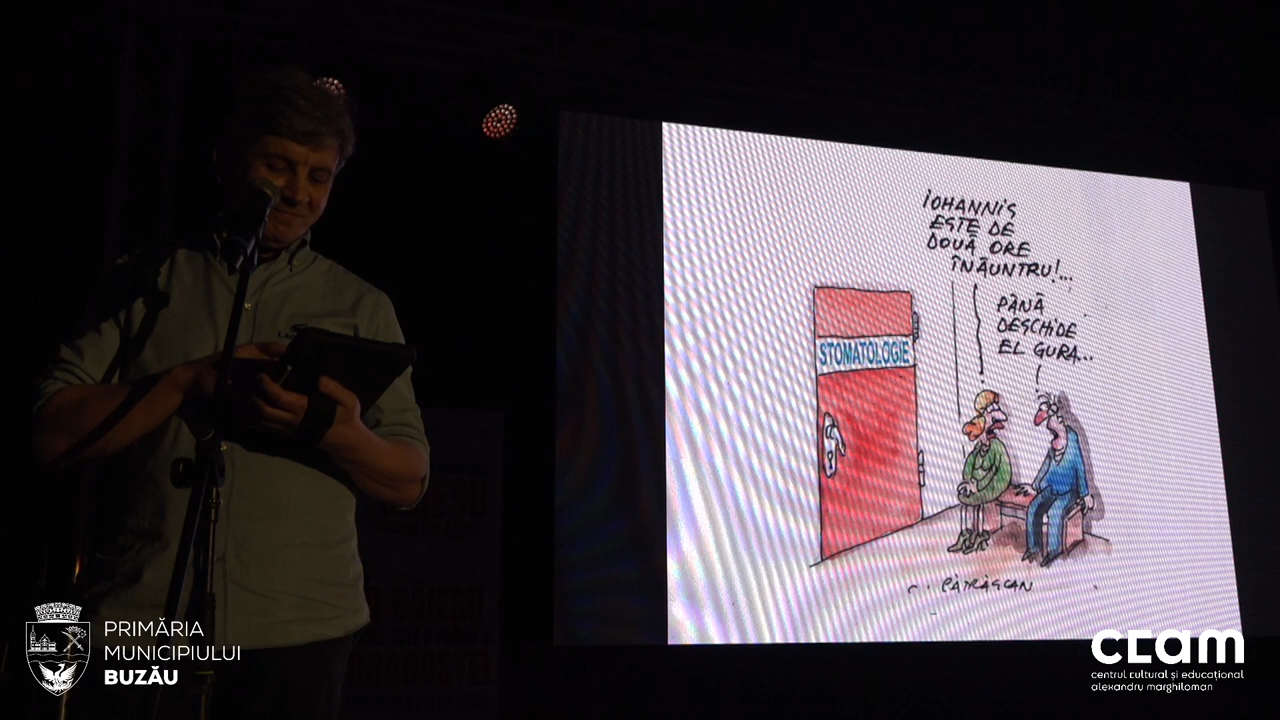 iOHANNiS
ESTE DE
DOUĂ ORE
ÎNĂUNTRU!...
PÂNĂ
DESCHiDE
EL GURA...
STOMATOLOGIE
C. PĂTRĂȘCAN
PRIMĂRIA
MUNICIPIULUI
BUZĂU
CLaM
centrul cultural și educațional
alexandru marghiloman